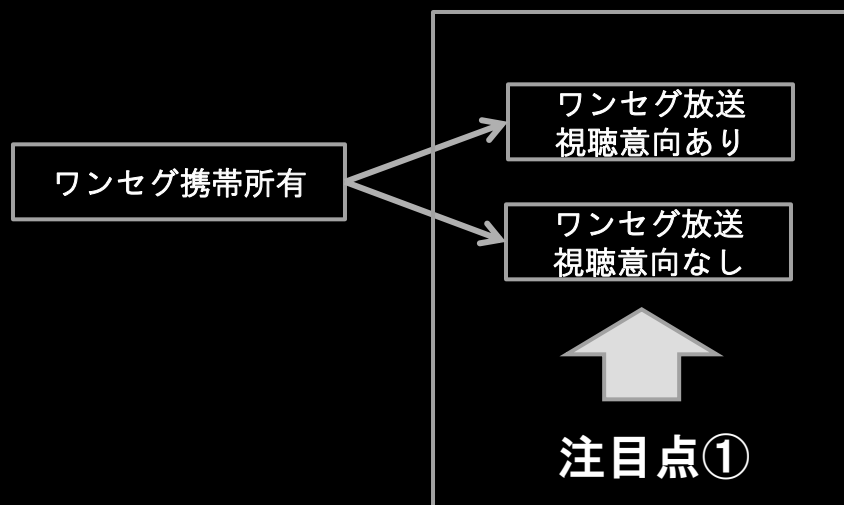 ワンセグ携帯所有
ワンセグ放送
視聴意向あり
ワンセグ放送
視聴意向なし
注目点①